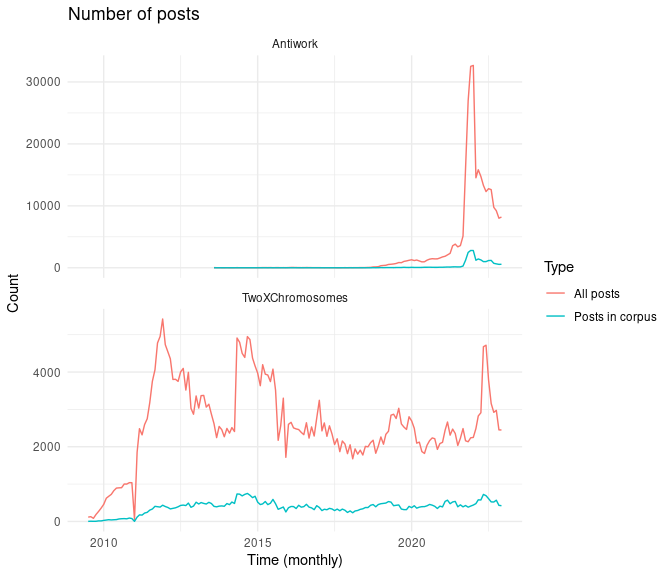 Number of posts
Antiwork
30000
20000
10000
0
TwoXChromosomes
4000
2000
0
2010
2015
2020
Time (monthly)
Count
Type
All posts
Posts in corpus